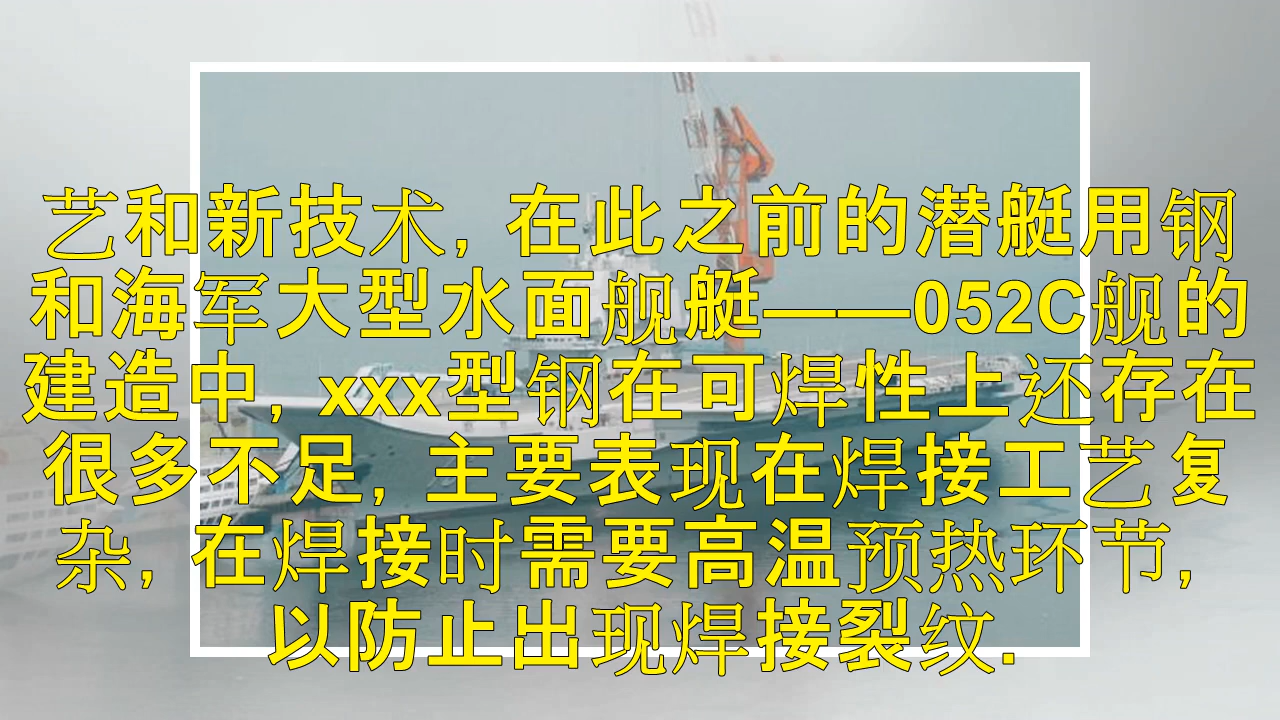 艺和新技术, 在此之前的潜艇用钢
和海军大型水面舰艇——052C舰的
建造中, xxx型钢在可焊性上还存在
很多不足, 主要表现在焊接工艺复
杂, 在焊接时需要高温预热环节,
以防止出现焊接裂纹.